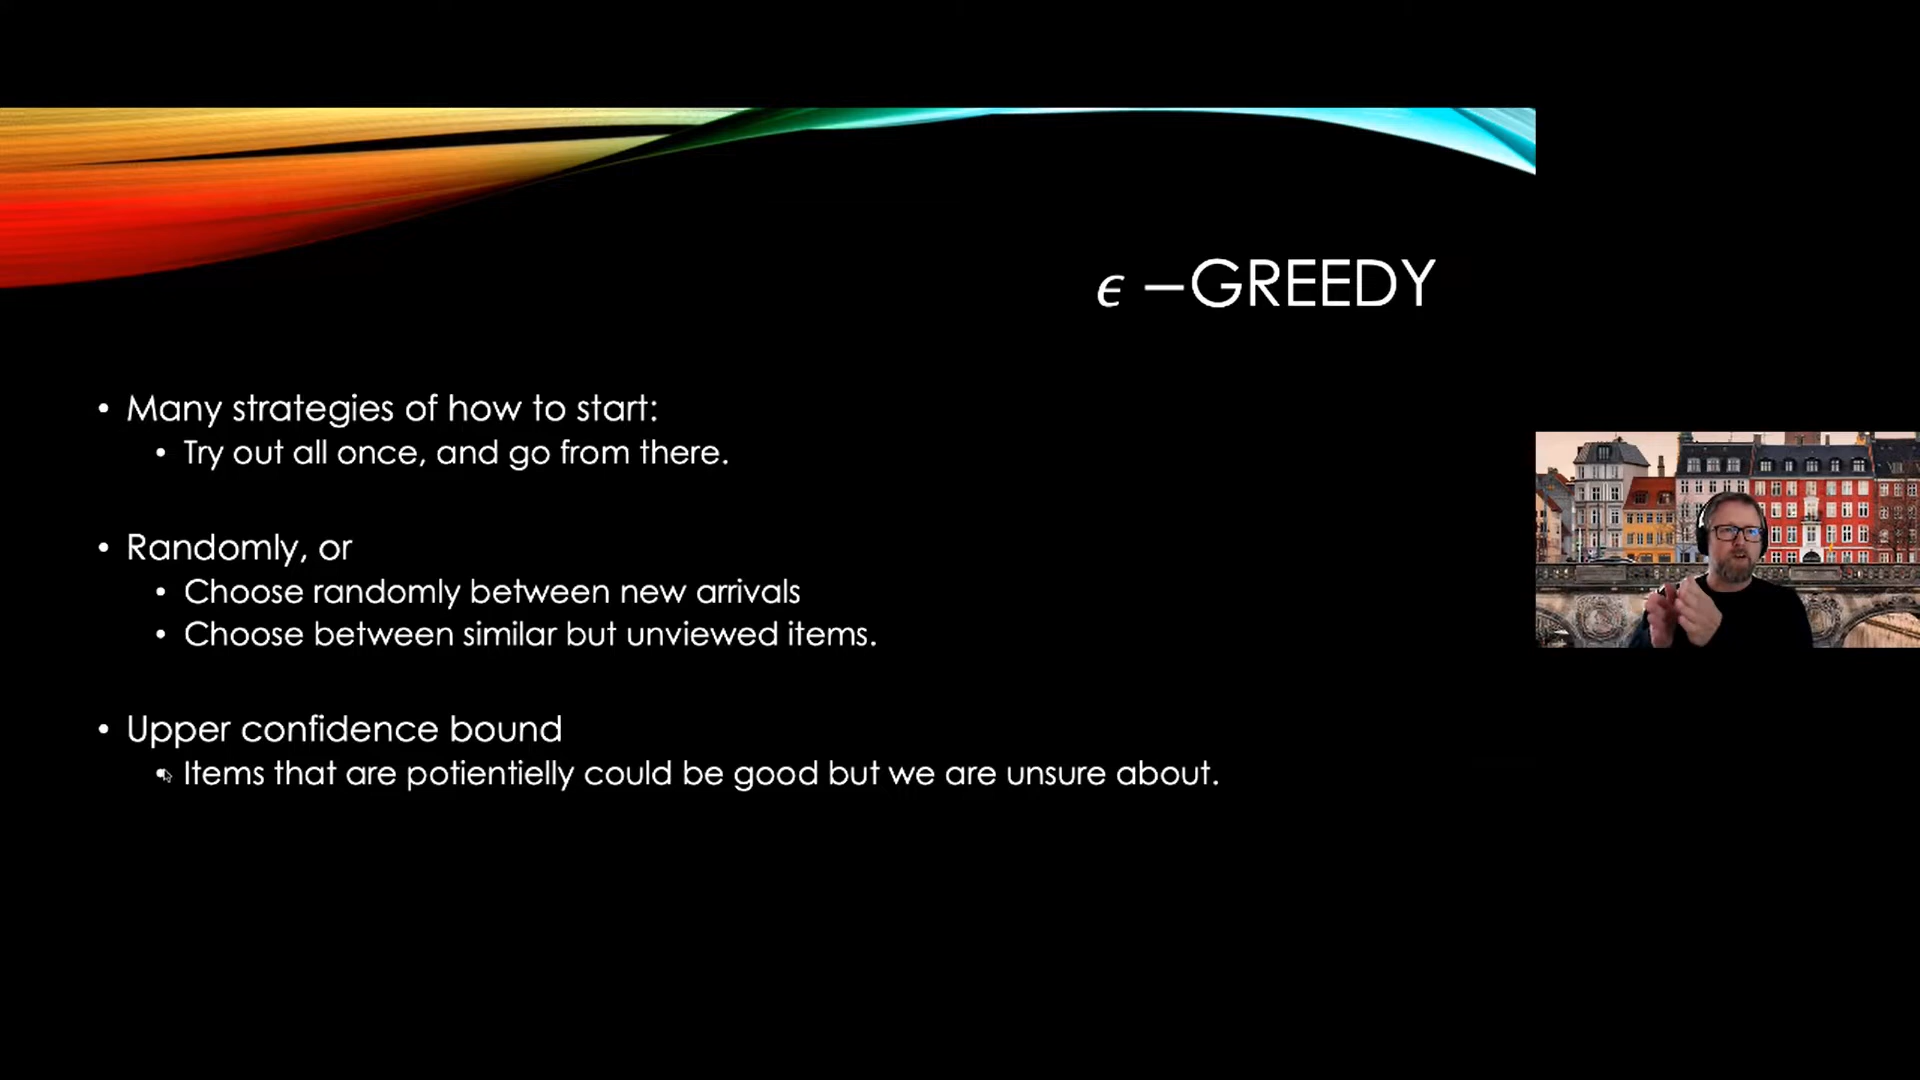 ϵ –GREEDY
• Many strategies of how to start:
• Try out all once, and go from there.
• Randomly, or
• Choose randomly between new arrivals
• Choose between similar but unviewed items.
• Upper confidence bound
• Items that are potientielly could be good but we are unsure about.